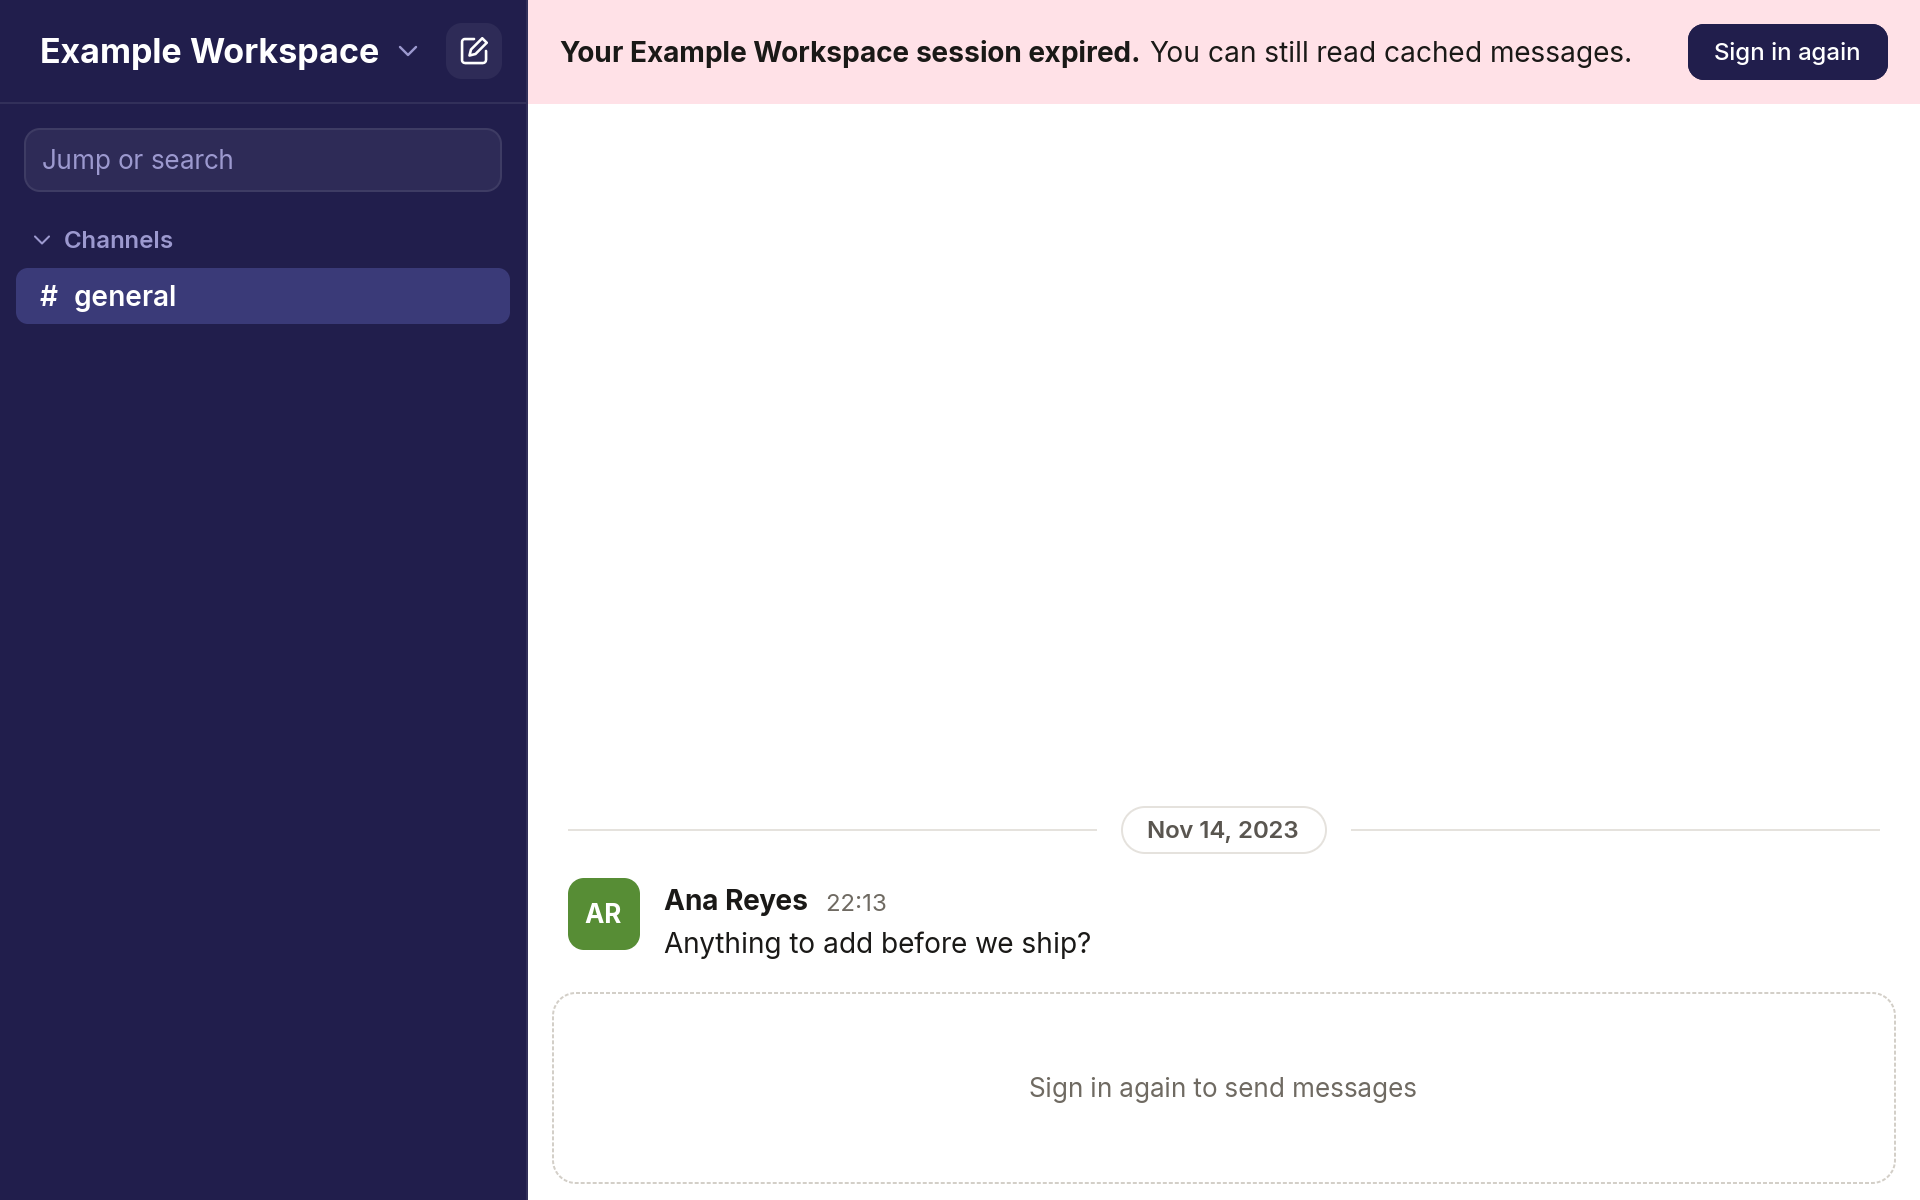 Example Workspace
Jump or search
Channels
# general
Your Example Workspace session expired. You can still read cached messages.
Sign in again
Nov 14, 2023
AR
Ana Reyes 22:13
Anything to add before we ship?
Sign in again to send messages